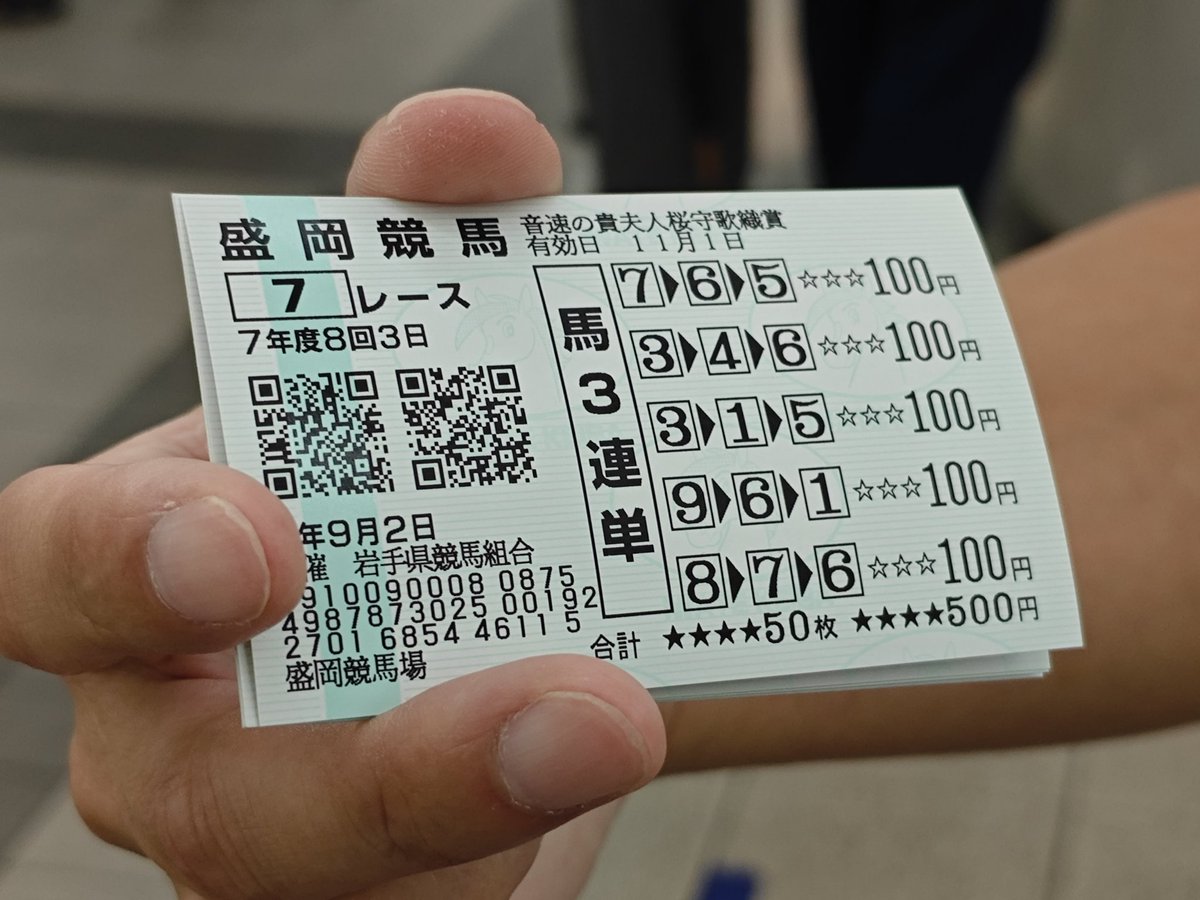 盛岡競馬
音速の貴夫人桜守歌織賞
有効日 11月1日
7レース
7年度8回3日
年9月2日
催 岩手県競馬組合
910090008 0875
4987873025 00192
2701 6854 4611 5
盛岡競馬場
馬3連単
7▶6▶5☆☆☆100円
3▶4▶6☆☆☆100円
3▶1▶5☆☆☆100円
9▶6▶1☆☆☆100円
8▶7▶6☆☆☆100円
合計 ★★★★50枚 ★★★★500円